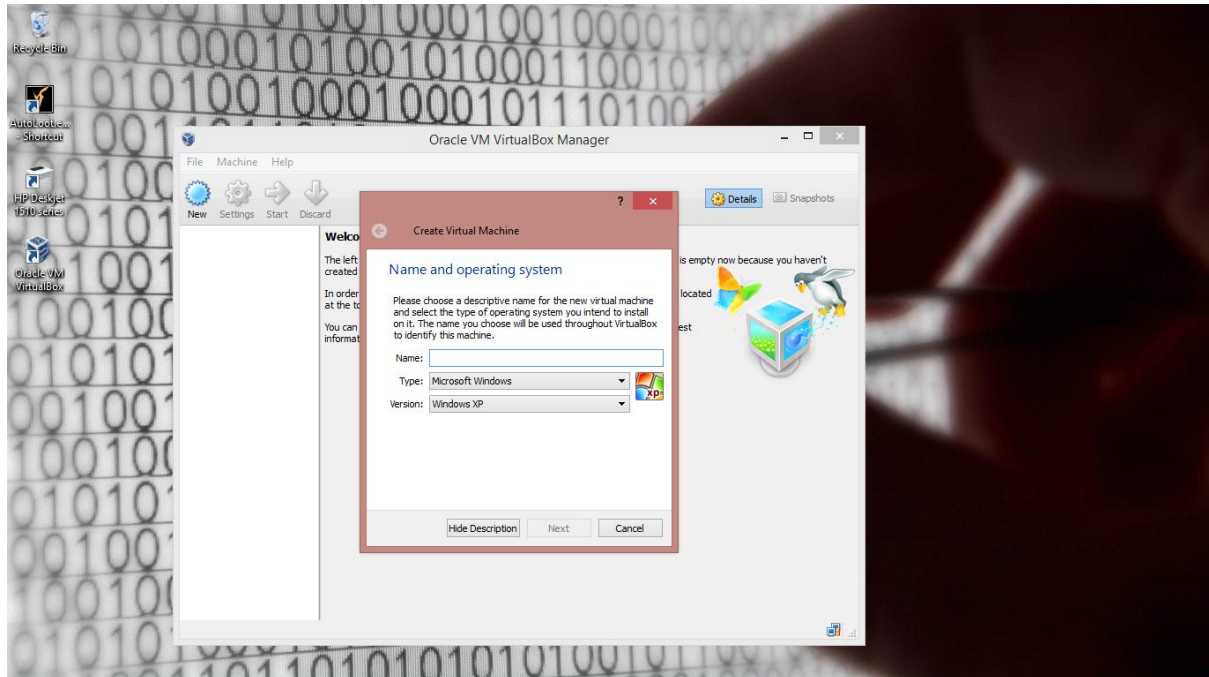 Recycle Bin
AutoLoot.e...
- Shortcut
HP Deskjet
1510 series
Oracle VM
VirtualBox
Oracle VM VirtualBox Manager
File Machine Help
New Settings Start Discard
Details Snapshots
Welco
The left
created
is empty now because you haven't
In order
at the to
located
You can
informat
est
? ×
Create Virtual Machine
Name and operating system
Please choose a descriptive name for the new virtual machine
and select the type of operating system you intend to install
on it. The name you choose will be used throughout VirtualBox
to identify this machine.
Name:
Type: Microsoft Windows
xp
Version: Windows XP
Hide Description Next Cancel